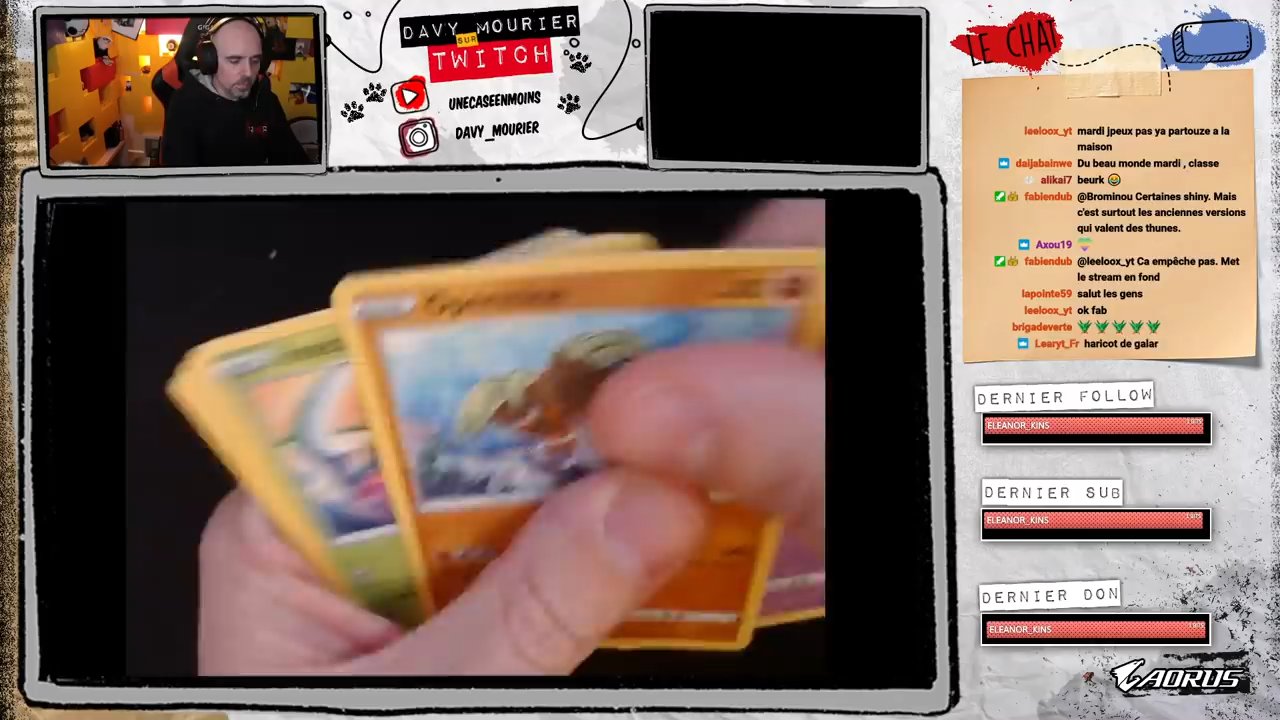 DAVY MOURIER
SUR
TWITCH
UNECASEENMOINS
DAVY_MOURIER
LE CHAT
leeloox_yt mardi jpeux pas ya partouze a la
maison
daijabainwe Du beau monde mardi , classe
alikai7 beurk 😂
fabiendub @Brominou Certaines shiny. Mais
c'est surtout les anciennes versions
qui valent des thunes.
Axou19
fabiendub @leeloox_yt Ca empêche pas. Met
le stream en fond
lapointe59 salut les gens
leeloox_yt ok fab
brigadeverte
Learyt_Fr haricot de galar
DERNIER FOLLOW
ELEANOR_KINS
DERNIER SUB
ELEANOR_KINS
DERNIER DON
ELEANOR_KINS
AORUS